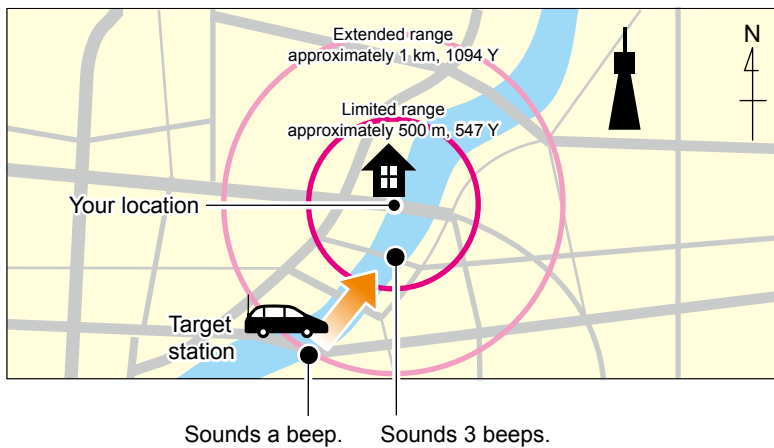 Extended range
approximately 1 km, 1094 Y
N
Limited range
approximately 500 m, 547 Y
Your location
Target
station
Sounds a beep.
Sounds 3 beeps.